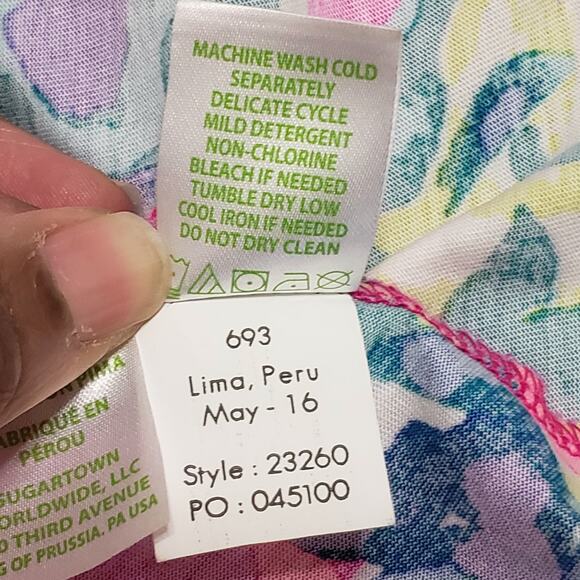 MACHINE WASH COLD
SEPARATELY
DELICATE CYCLE
MILD DETERGENT
NON-CHLORINE
BLEACH IF NEEDED
TUMBLE DRY LOW
COOL IRON IF NEEDED
DO NOT DRY CLEAN
693
Lima, Peru
May - 16
Style : 23260
PO : 045100
EN
PÉROU
SUGARTOWN
LLC
THIRD AVENUE
OF PRUSSIA, PA USA